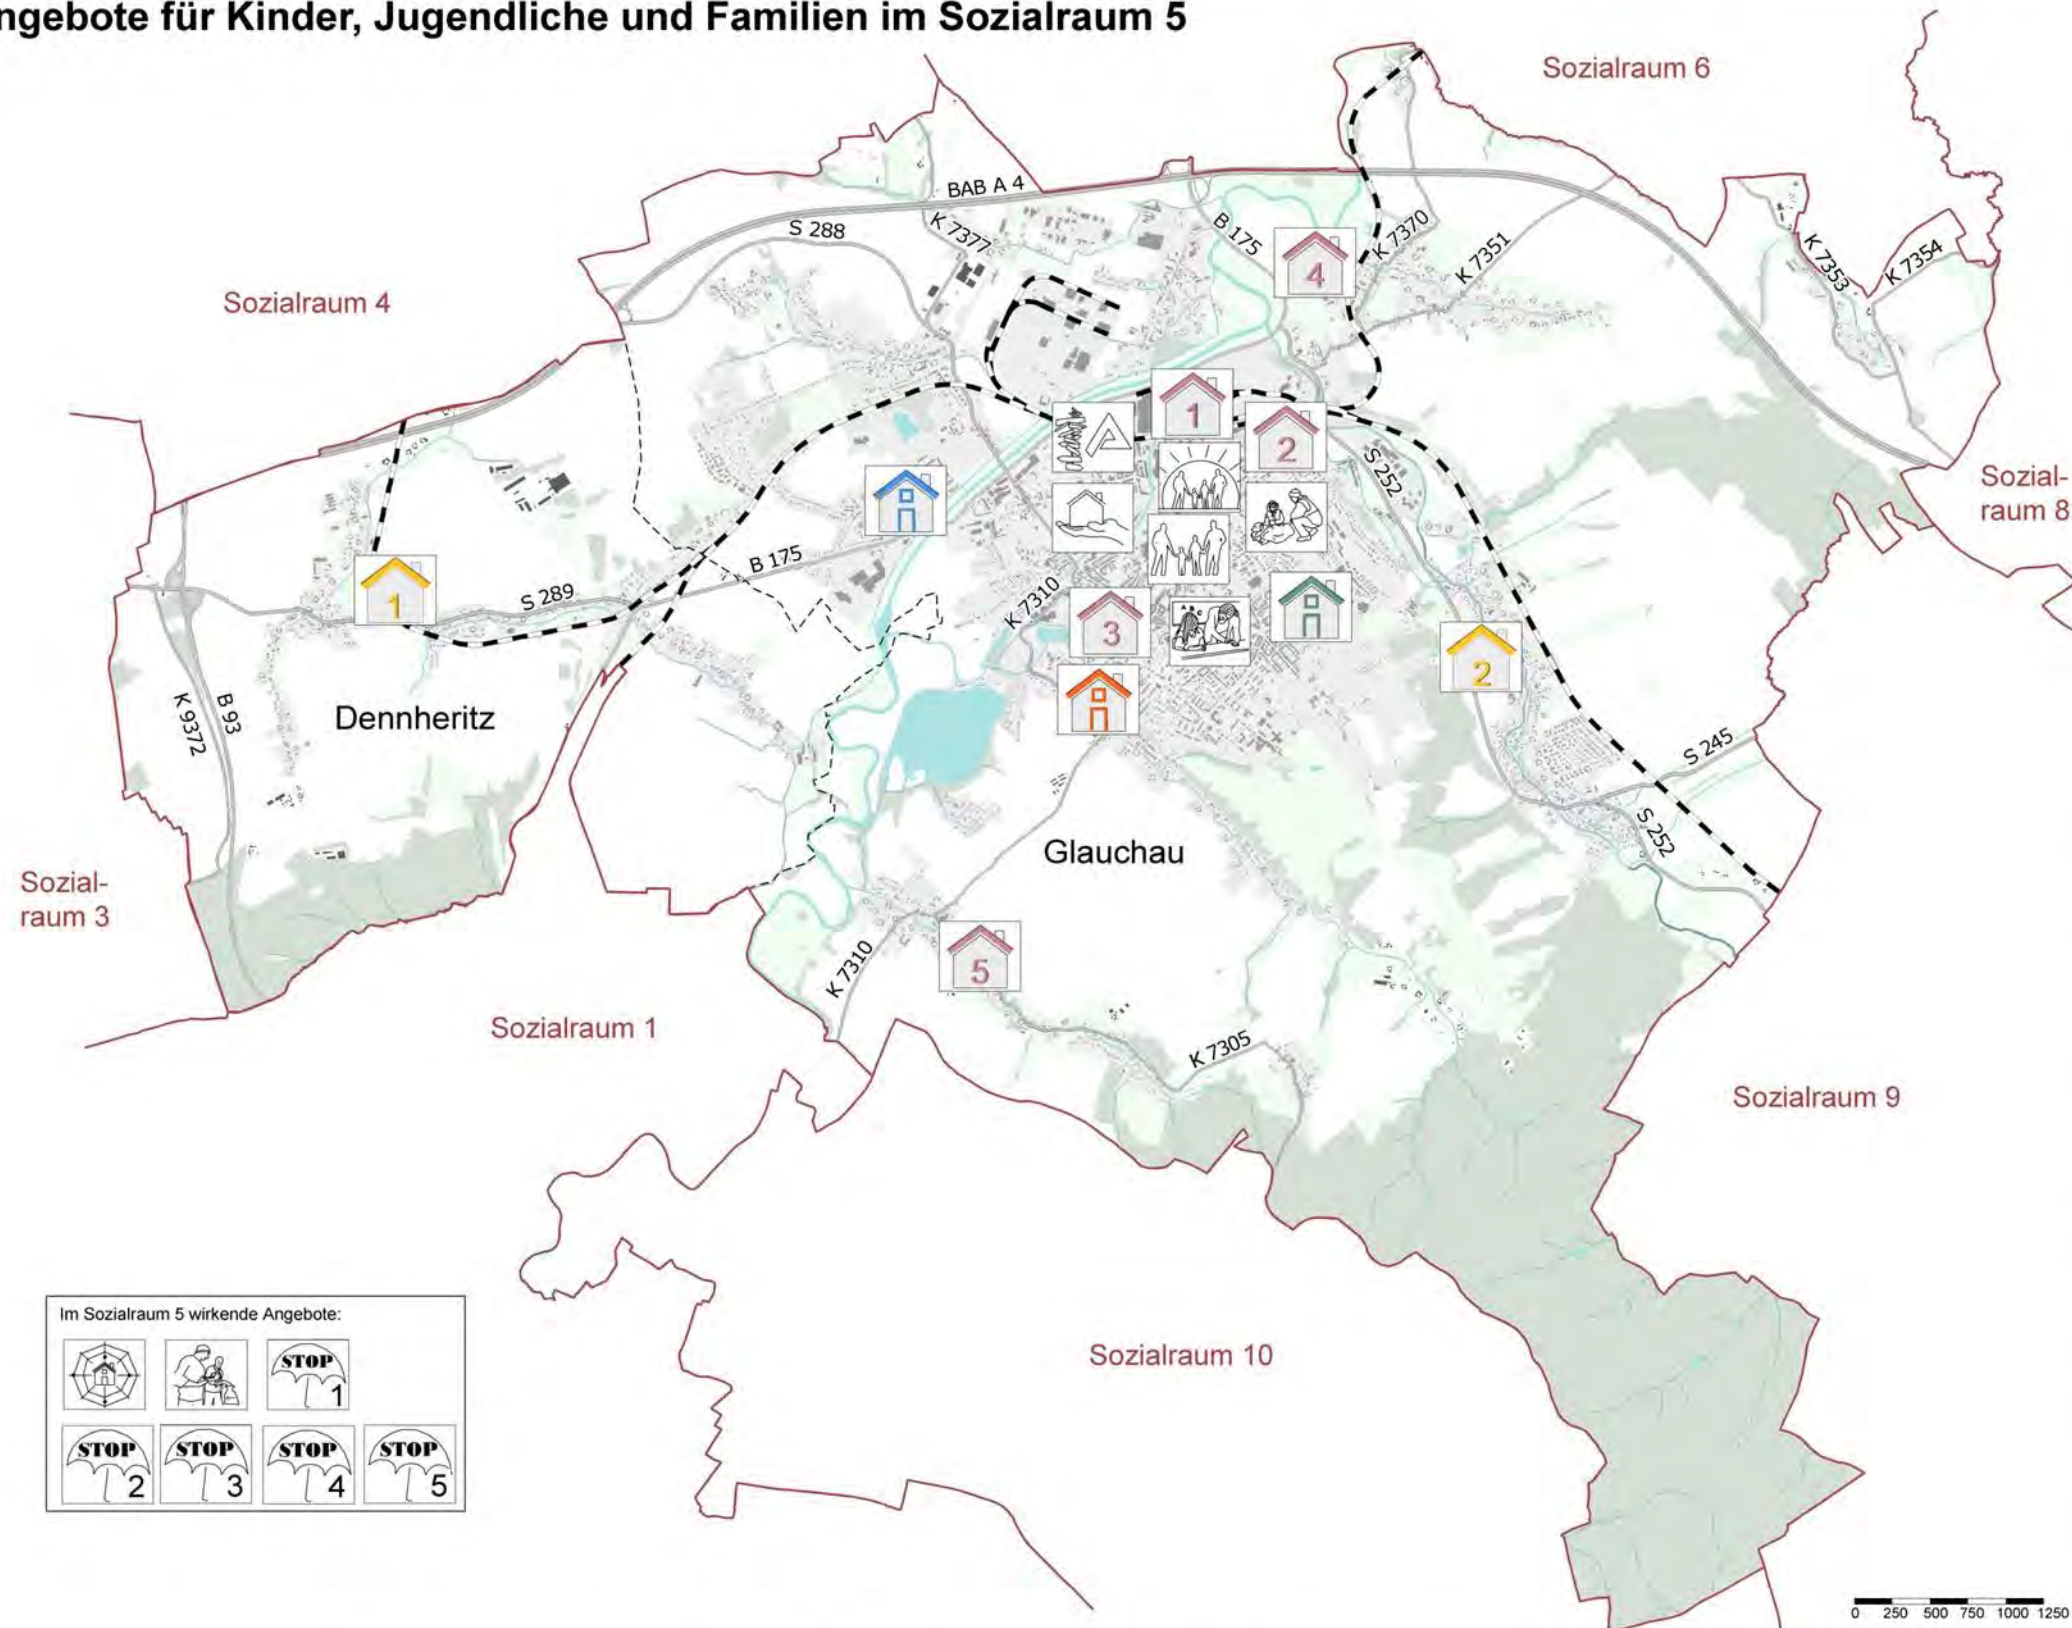 ngebote für Kinder, Jugendliche und Familien im Sozialraum 5
Sozialraum 6
BAB A 4
S 288
K 7377
B 175
K 7370
K 7351
K 7353
K 7354
Sozialraum 4
4
1
2
S 252
Sozial-
raum 8
B 175
S 289
1
K 7310
3
A B C
2
K 9372
B 93
Dennheritz
S 245
S 252
Glauchau
Sozial-
raum 3
5
K 7310
Sozialraum 1
K 7305
Sozialraum 9
Im Sozialraum 5 wirkende Angebote:
STOP
1
STOP
2
STOP
3
STOP
4
STOP
5
Sozialraum 10
0 250 500 750 1000 1250